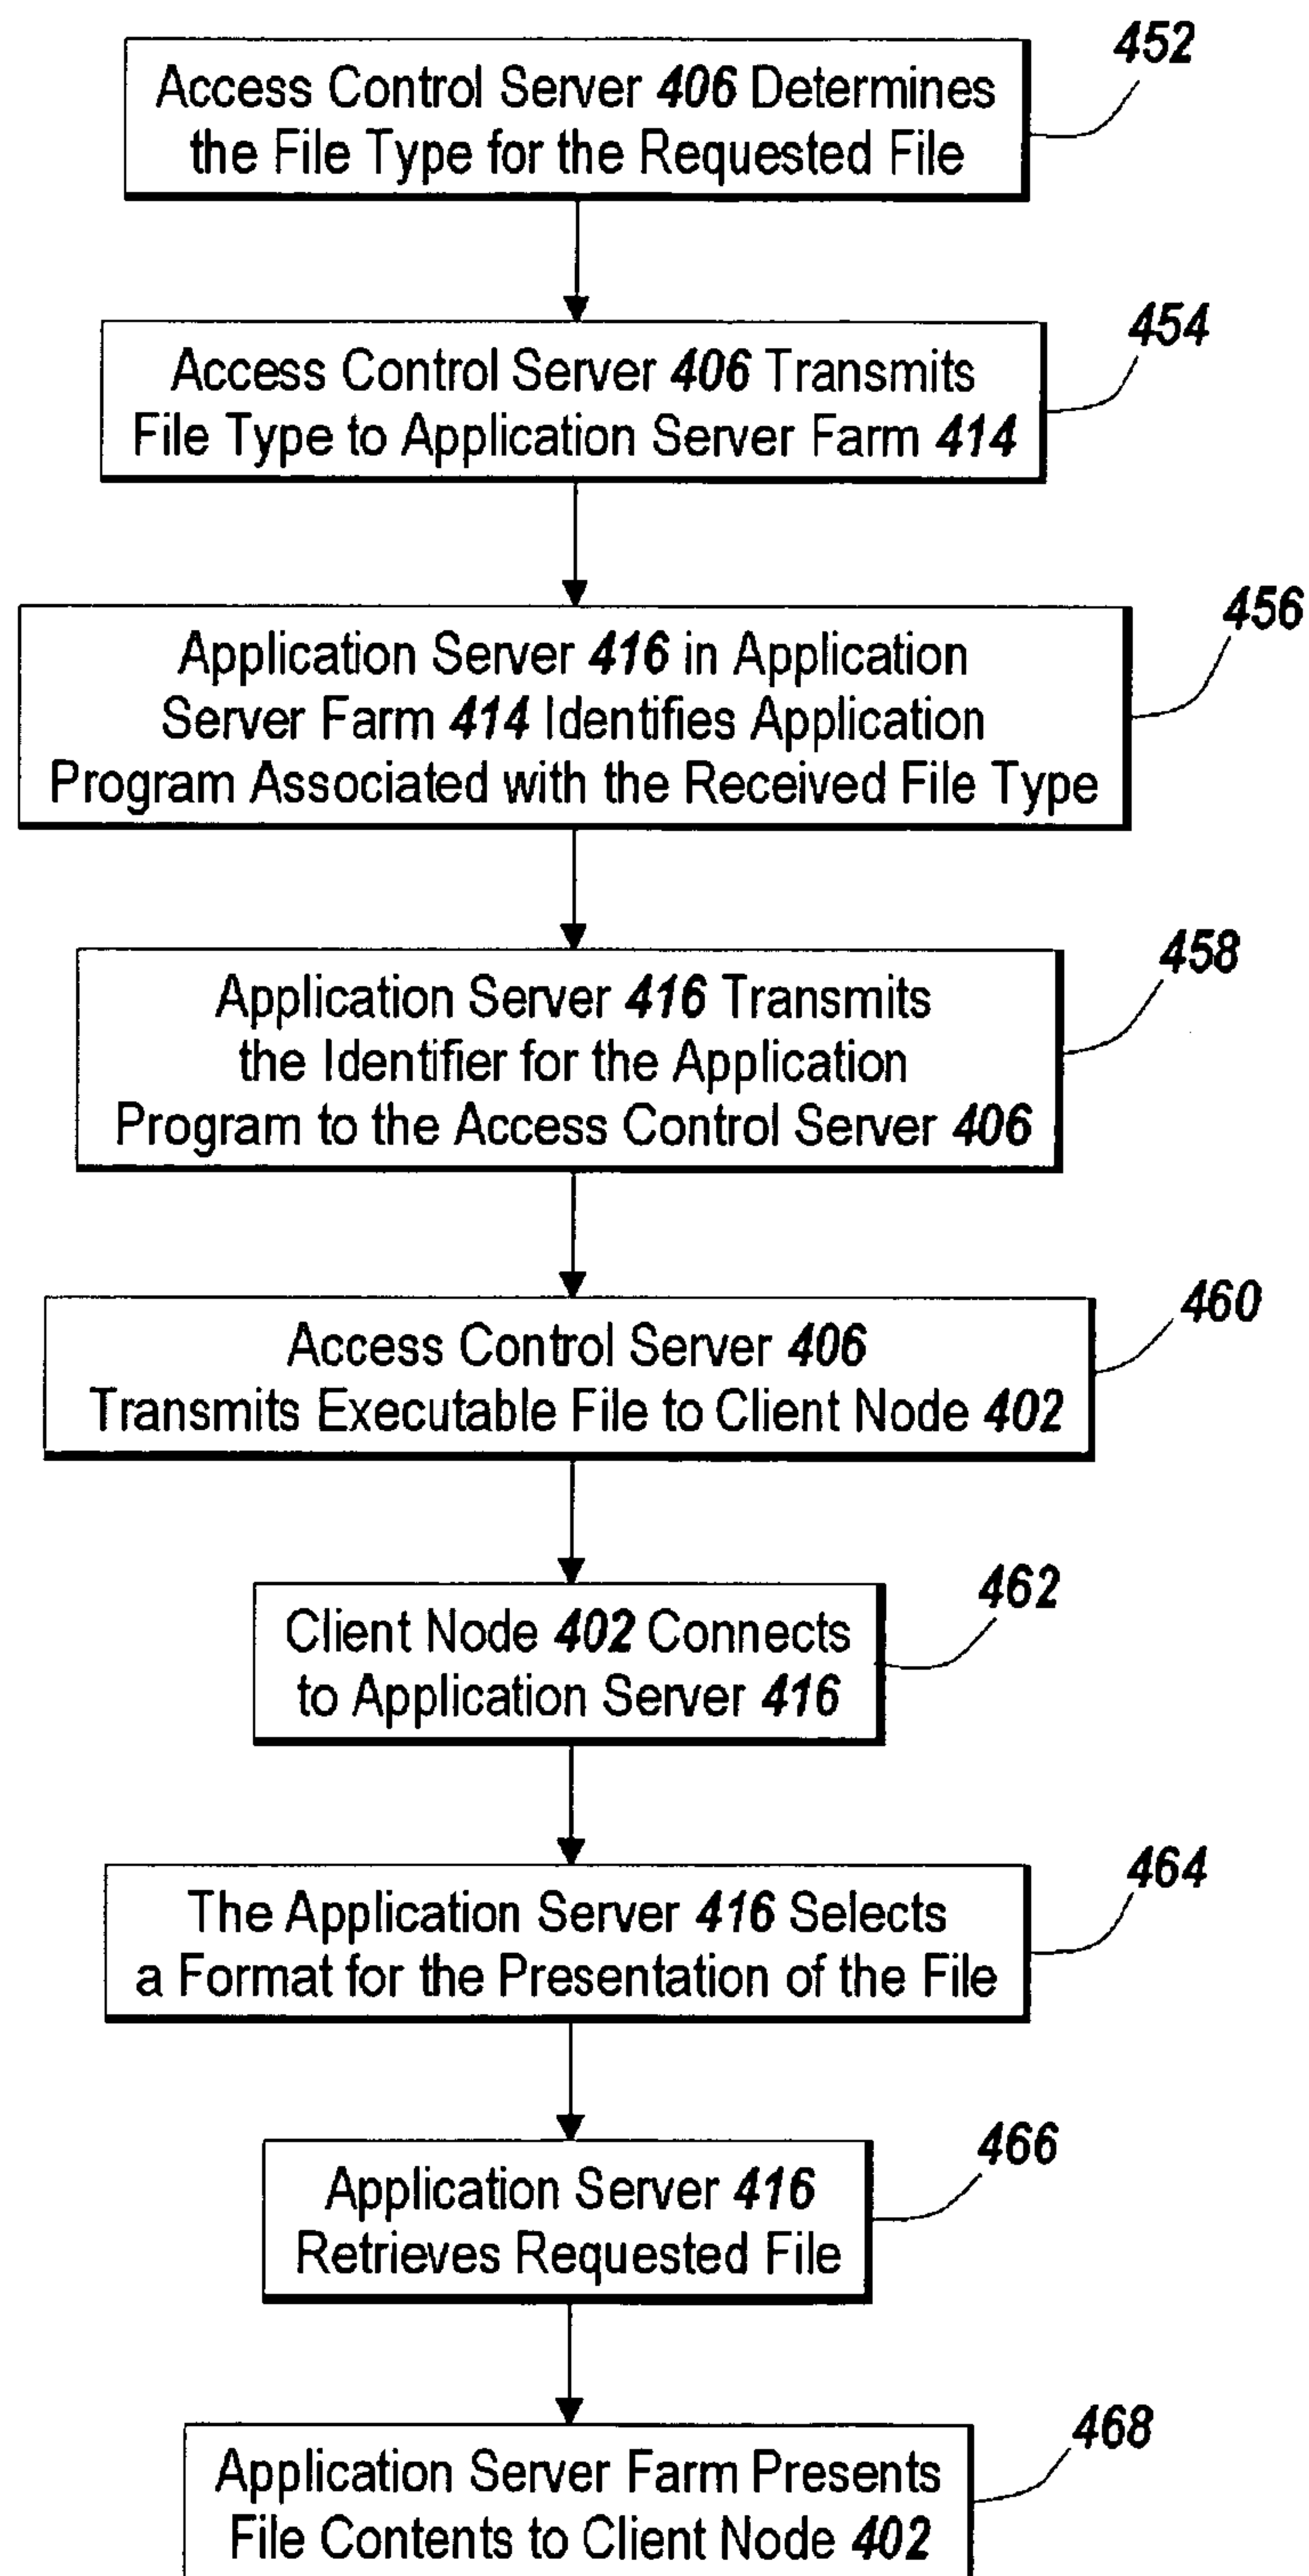 452
Access Control Server 406 Determines
the File Type for the Requested File
454
Access Control Server 406 Transmits
File Type to Application Server Farm 414
456
Application Server 416 in Application
Server Farm 414 Identifies Application
Program Associated with the Received File Type
458
Application Server 416 Transmits
the Identifier for the Application
Program to the Access Control Server 406
460
Access Control Server 406
Transmits Executable File to Client Node 402
462
Client Node 402 Connects
to Application Server 416
464
The Application Server 416 Selects
a Format for the Presentation of the File
466
Application Server 416
Retrieves Requested File
468
Application Server Farm Presents
File Contents to Client Node 402